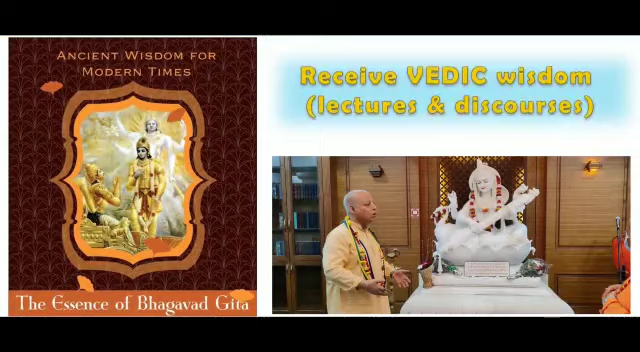 ANCIENT WISDOM FOR
MODERN TIMES
The Essence of Bhagavad Gita
Receive VEDIC wisdom
(lectures & discourses)